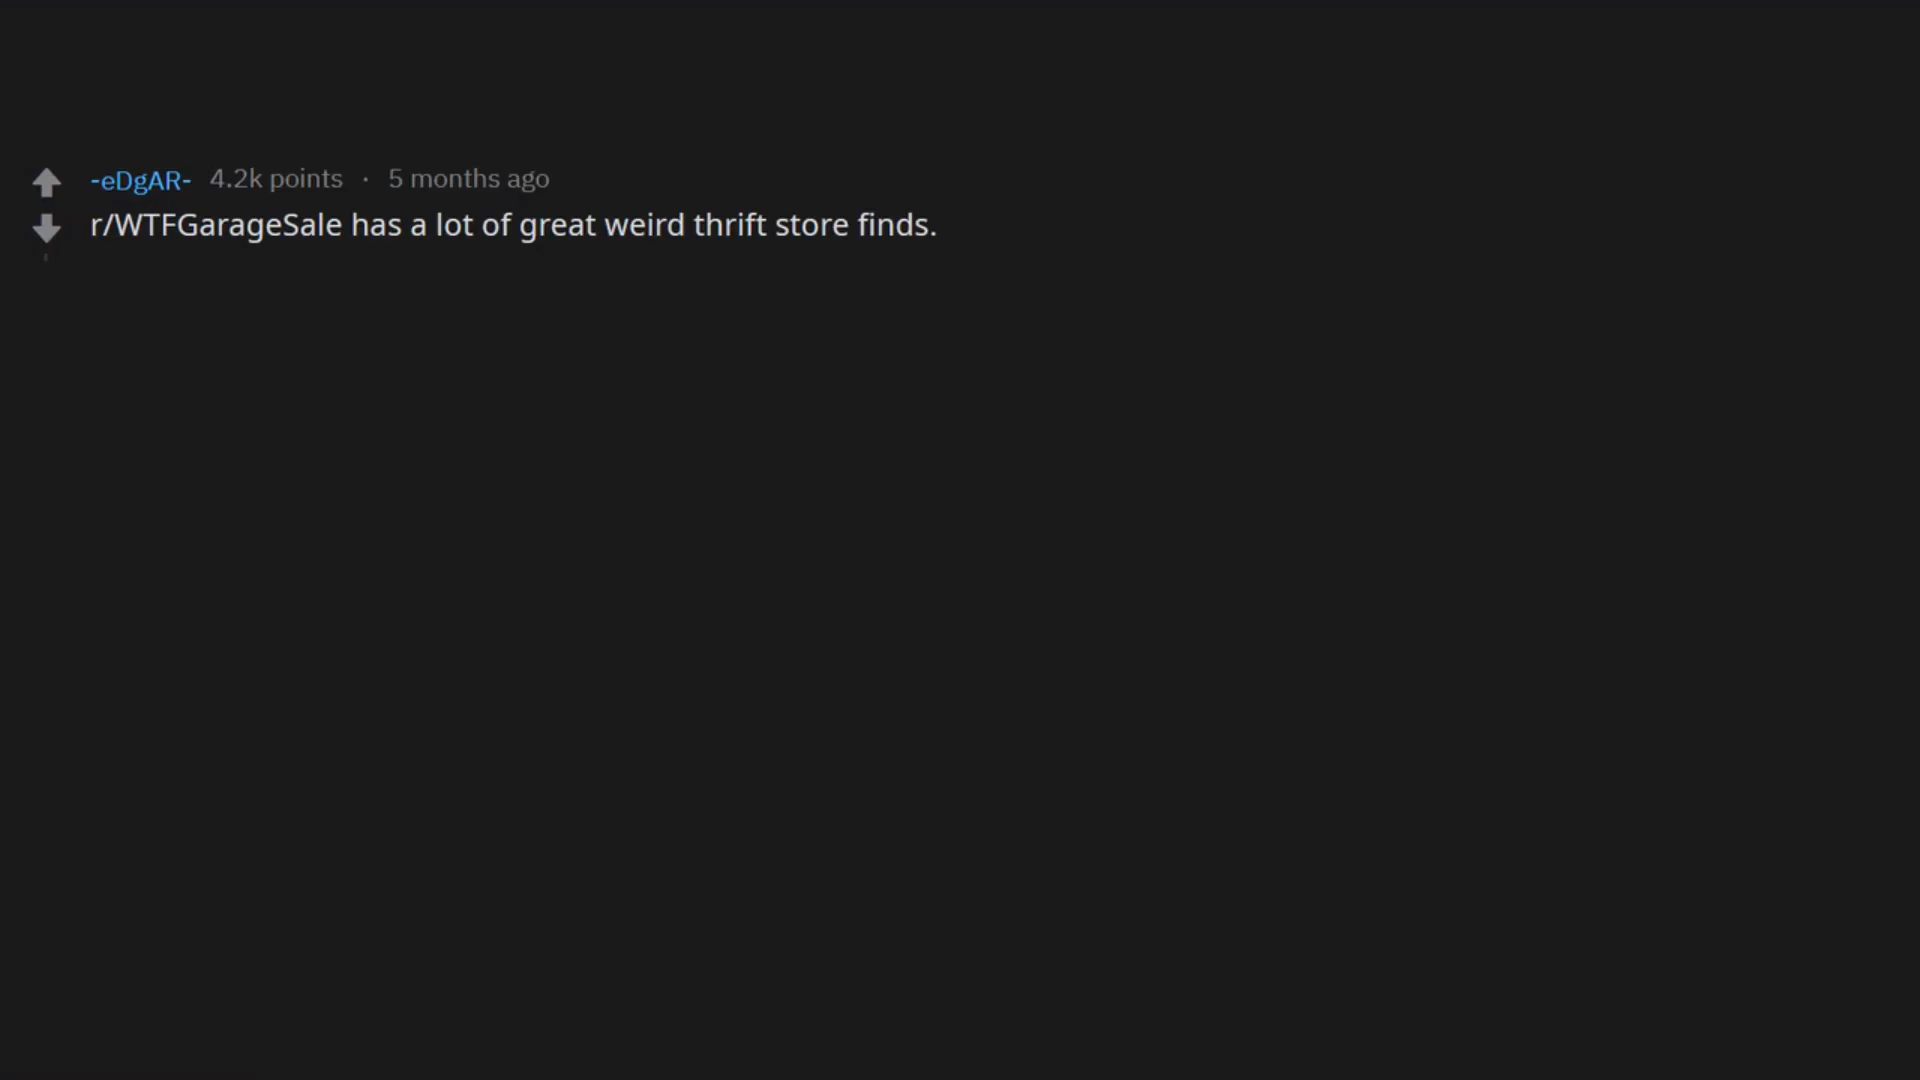 -eDgAR- 4.2k points · 5 months ago
r/WTFGarageSale has a lot of great weird thrift store finds.